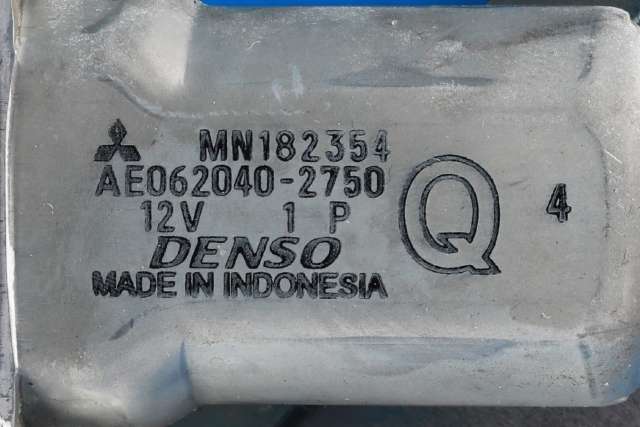 MN182354
AE062040-2750
12V 1 P
DENSO
MADE IN INDONESIA
Q
4